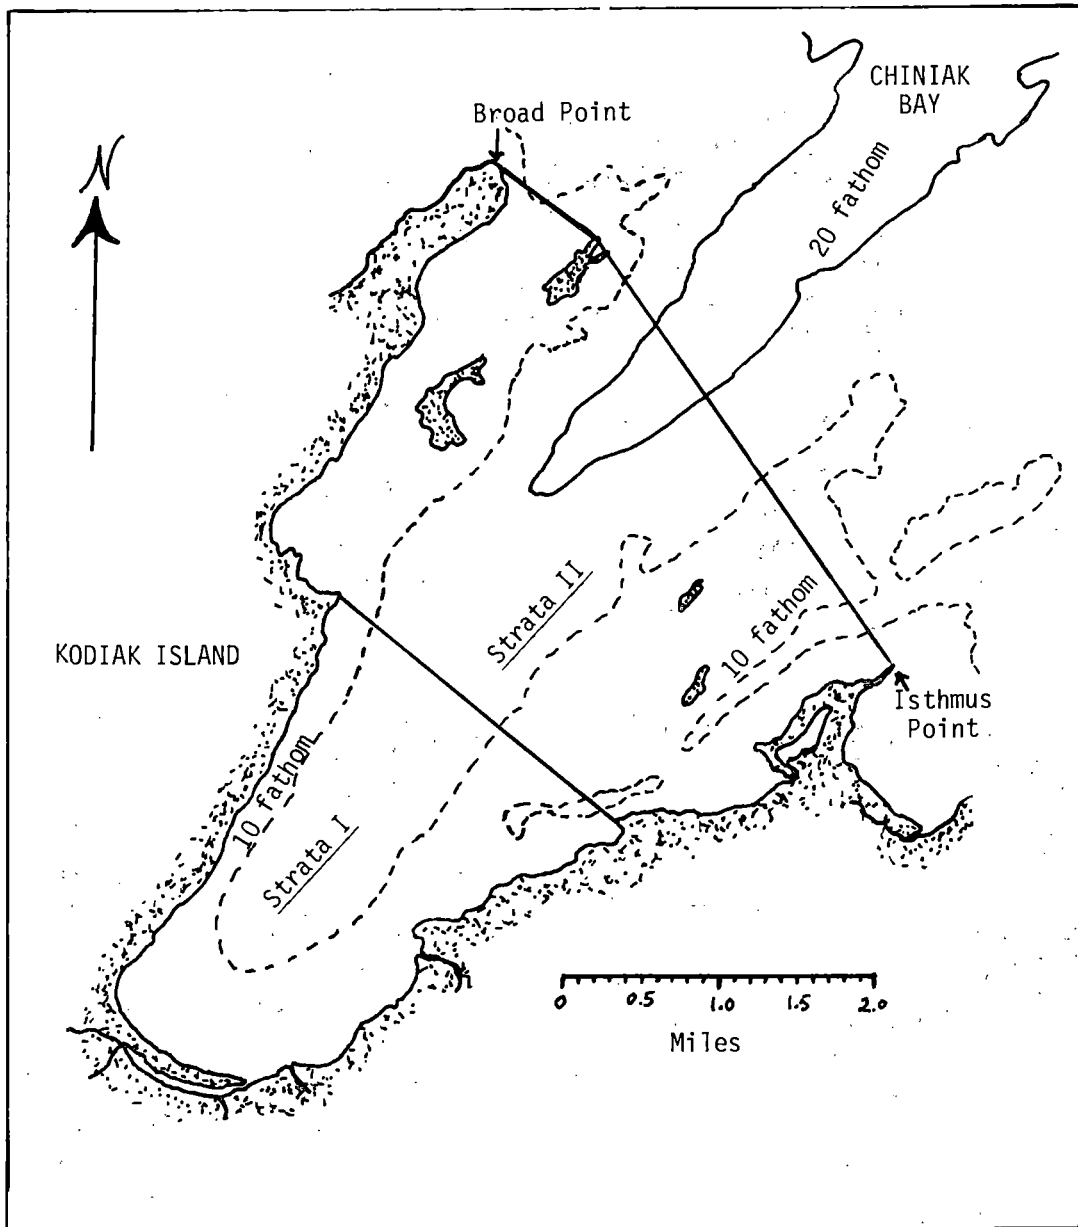 CHINIAK
BAY
Broad Point
N
20 fathom
Strata II
10 fathom
KODIAK ISLAND
Isthmus
Point
10 fathom
Strata I
0 0.5 1.0 1.5 2.0
Miles